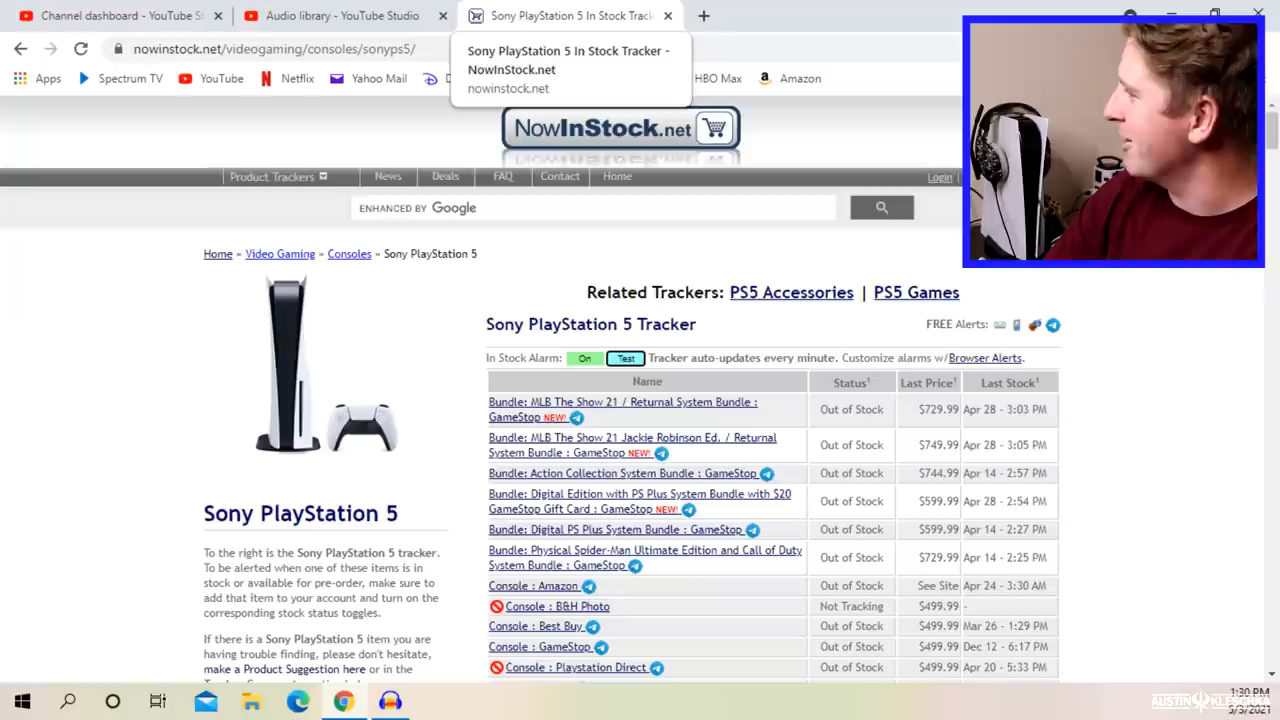 Channel dashboard - YouTube St
Audio library - YouTube Studio
Sony PlayStation 5 In Stock Track
nowinstock.net/videogaming/consoles/sonyps5/
Sony PlayStation 5 In Stock Tracker -
NowInStock.net
nowinstock.net
Apps
Spectrum TV
YouTube
Netflix
Yahoo Mail
HBO Max
Amazon
NowInStock.net
Product Trackers
News
Deals
FAQ
Contact
Home
Login
ENHANCED BY Google
Home » Video Gaming » Consoles » Sony PlayStation 5
Related Trackers: PS5 Accessories | PS5 Games
Sony PlayStation 5 Tracker
FREE Alerts:
In Stock Alarm: On Test Tracker auto-updates every minute. Customize alarms w/Browser Alerts.
Name Status¹ Last Price¹ Last Stock¹
Bundle: MLB The Show 21 / Returnal System Bundle :
GameStop NEW! Out of Stock $729.99 Apr 28 - 3:03 PM
Bundle: MLB The Show 21 Jackie Robinson Ed. / Returnal
System Bundle : GameStop NEW! Out of Stock $749.99 Apr 28 - 3:05 PM
Bundle: Action Collection System Bundle : GameStop Out of Stock $744.99 Apr 14 - 2:57 PM
Bundle: Digital Edition with PS Plus System Bundle with $20
GameStop Gift Card : GameStop NEW! Out of Stock $599.99 Apr 28 - 2:54 PM
Bundle: Digital PS Plus System Bundle : GameStop Out of Stock $599.99 Apr 14 - 2:27 PM
Bundle: Physical Spider-Man Ultimate Edition and Call of Duty
System Bundle : GameStop Out of Stock $729.99 Apr 14 - 2:25 PM
Console : Amazon Out of Stock See Site Apr 24 - 3:30 AM
Console : B&H Photo Not Tracking $499.99 -
Console : Best Buy Out of Stock $499.99 Mar 26 - 1:29 PM
Console : GameStop Out of Stock $499.99 Dec 12 - 6:17 PM
Console : Playstation Direct Out of Stock $499.99 Apr 20 - 5:33 PM
Sony PlayStation 5
To the right is the Sony PlayStation 5 tracker.
To be alerted when one of these items is in
stock or available for pre-order, make sure to
add that item to your account and turn on the
corresponding stock status toggles.
If there is a Sony PlayStation 5 item you are
having trouble finding, please don't hesitate,
make a Product Suggestion here or in the
1:30 PM
5/3/2021